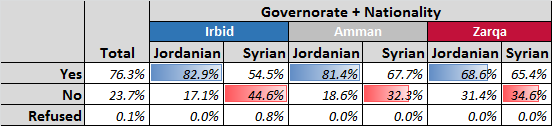 Governorate + Nationality
Irbid Amman Zarqa
Total Jordanian Syrian Jordanian Syrian Jordanian Syrian
Yes 76.3% 82.9% 54.5% 81.4% 67.7% 68.6% 65.4%
No 23.7% 17.1% 44.6% 18.6% 32.3% 31.4% 34.6%
Refused 0.1% 0.0% 0.8% 0.0% 0.0% 0.0% 0.0%